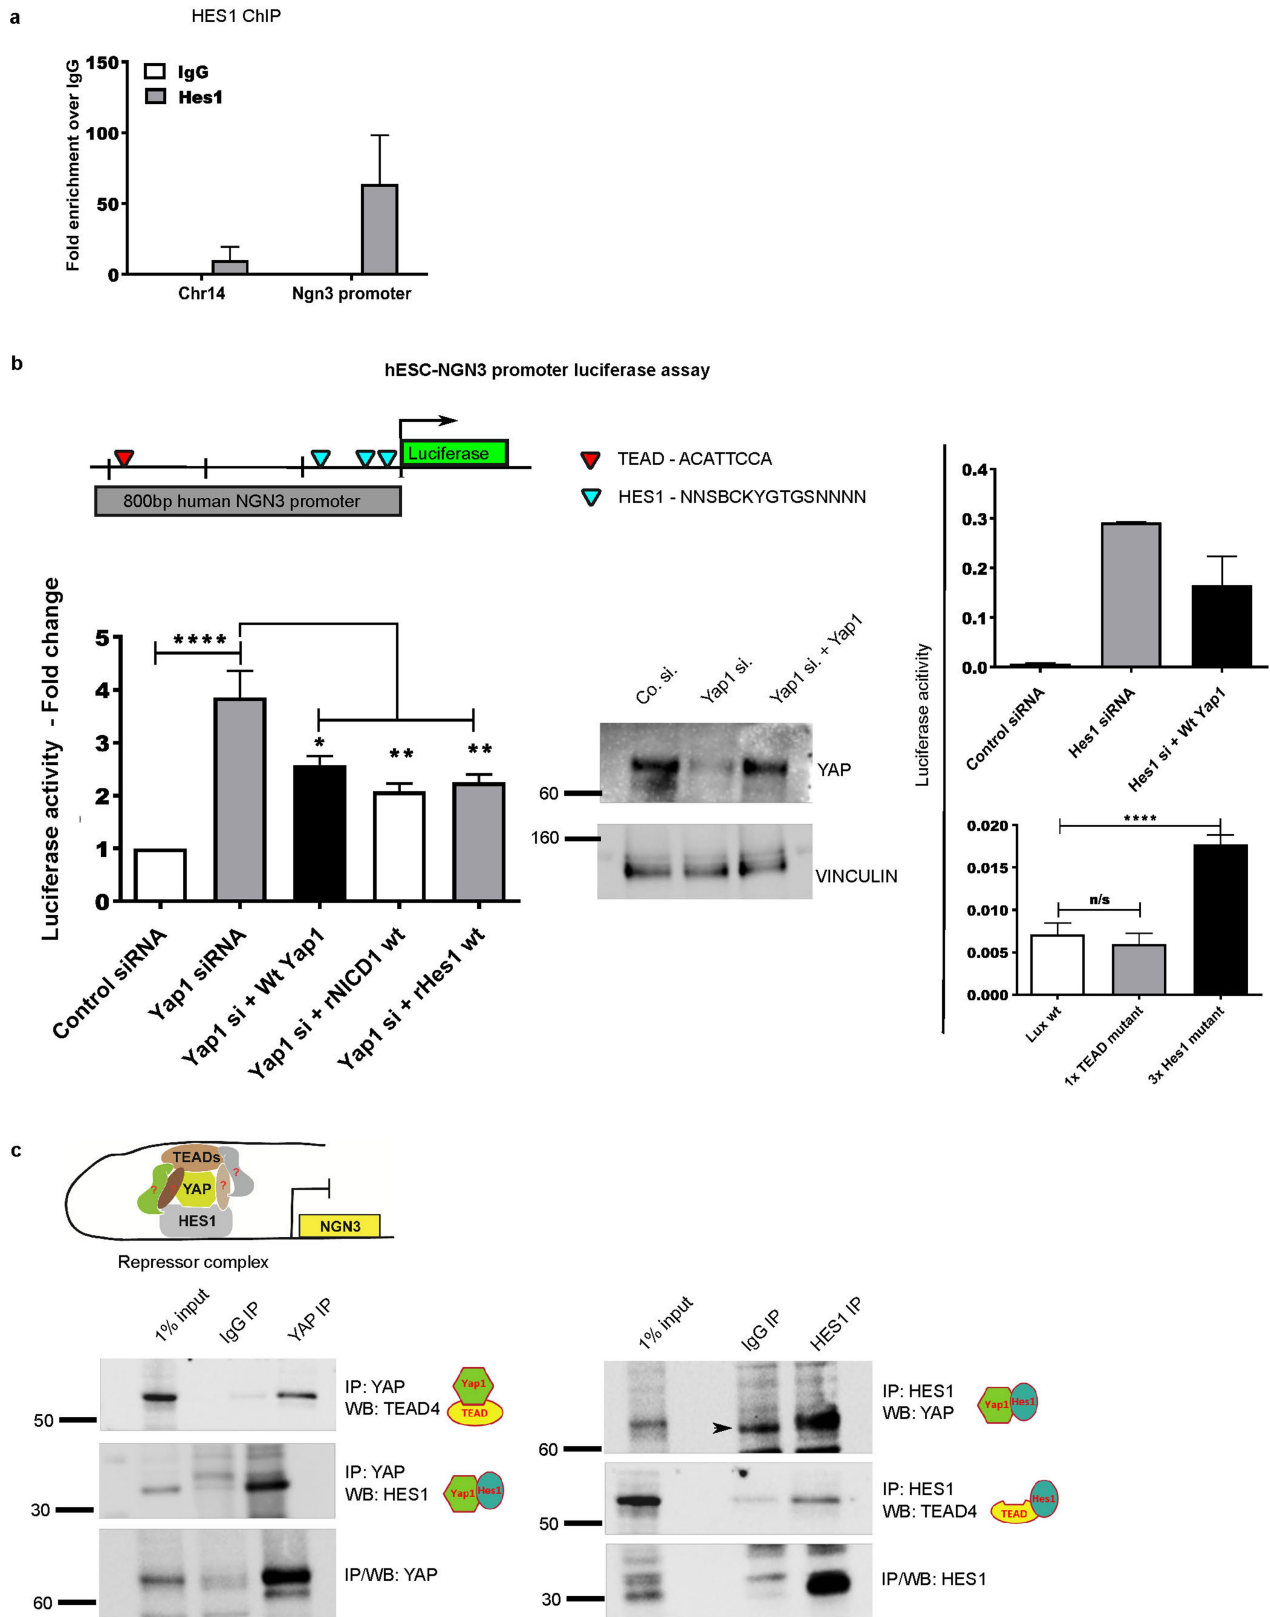 a
HES1 ChIP
Fold enrichment over IgG
150
100
50
0
IgG
Hes1
Chr14
Ngn3 promoter
b
hESC-NGN3 promoter luciferase assay
Luciferase
800bp human NGN3 promoter
TEAD - ACATTCCA
HES1 - NNSBCKYGTGSNNNN
Luciferase activity - Fold change
5
4
3
2
1
0
****
*
**
**
Control siRNA
Yap1 siRNA
Yap1 si + Wt Yap1
Yap1 si + rNICD1 wt
Yap1 si + rHes1 wt
Co. si.
Yap1 si.
Yap1 si. + Yap1
60
YAP
160
VINCULIN
Luciferase acitivity
0.4
0.3
0.2
0.1
0.0
Control siRNA
Hes1 siRNA
Hes1 si + Wt Yap1
0.020
0.015
0.010
0.005
0.000
****
n/s
Lux wt
1x TEAD mutant
3x Hes1 mutant
c
TEADs
?
?
?
YAP
HES1
NGN3
Repressor complex
1% input
IgG IP
YAP IP
50
IP: YAP
WB: TEAD4
Yap1
TEAD
30
IP: YAP
WB: HES1
Yap1
Hes1
60
IP/WB: YAP
1% input
IgG IP
HES1 IP
60
IP: HES1
WB: YAP
Yap1
Hes1
50
IP: HES1
WB: TEAD4
Hes1
TEAD
30
IP/WB: HES1